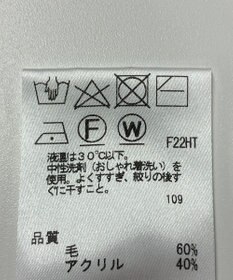 F W F22HT
液温は30℃以下。
中性洗剤（おしゃれ着洗い）を
使用。よくすすぎ、絞りの後す
ぐに干すこと。
109
品質
毛 60%
アクリル 40%